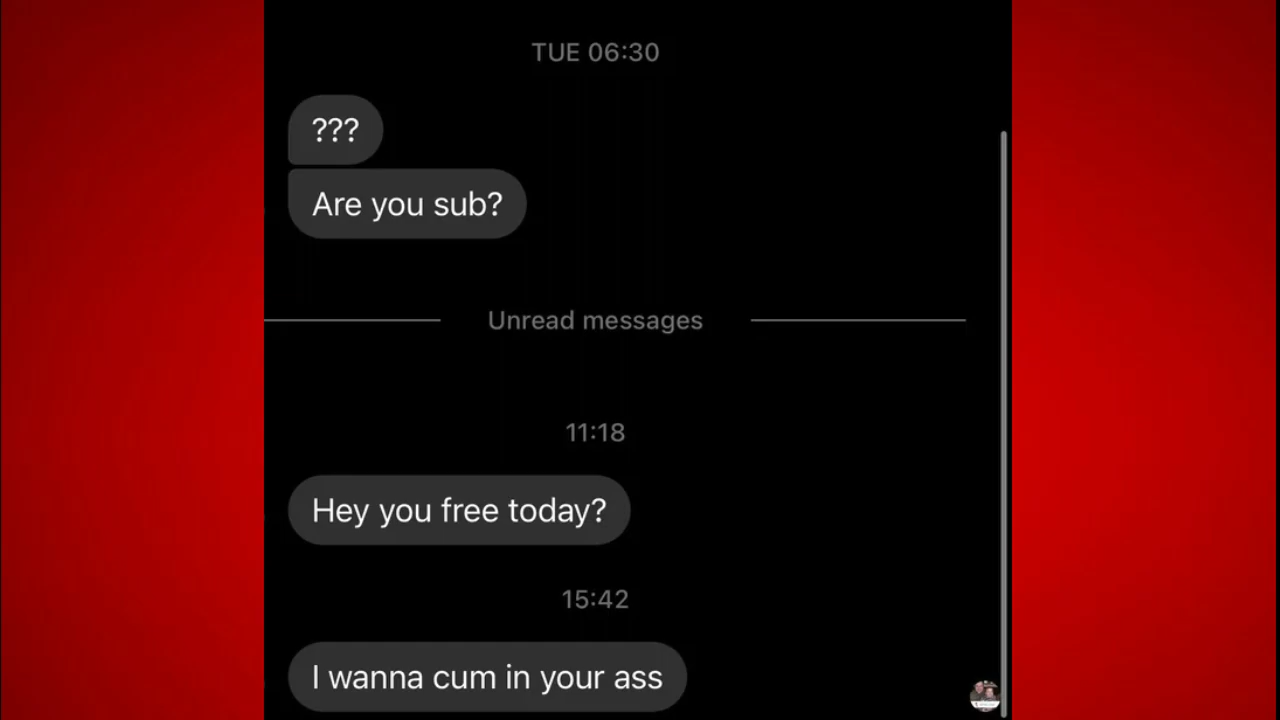 TUE 06:30
???
Are you sub?
Unread messages
11:18
Hey you free today?
15:42
I wanna cum in your ass